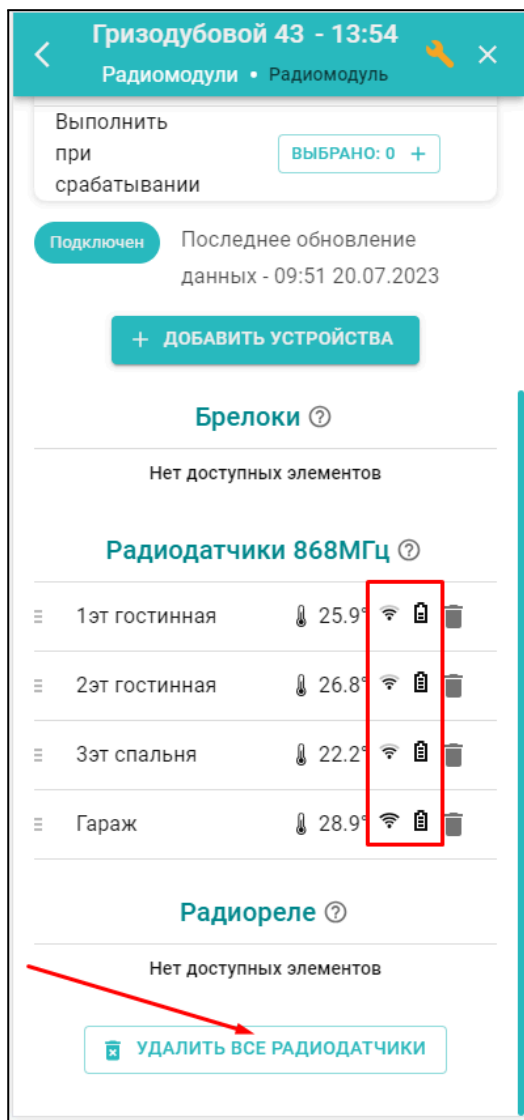 Гризодубовой 43 - 13:54
Радиомодули • Радиомодуль
Выполнить
при
срабатывании
ВЫБРАНО: 0 +
Подключен
Последнее обновление
данных - 09:51 20.07.2023
+ ДОБАВИТЬ УСТРОЙСТВА
Брелоки ?
Нет доступных элементов
Радиодатчики 868МГц ?
1эт гостинная 25.9°
2эт гостинная 26.8°
3эт спальня 22.2°
Гараж 28.9°
Радиореле ?
Нет доступных элементов
УДАЛИТЬ ВСЕ РАДИОДАТЧИКИ